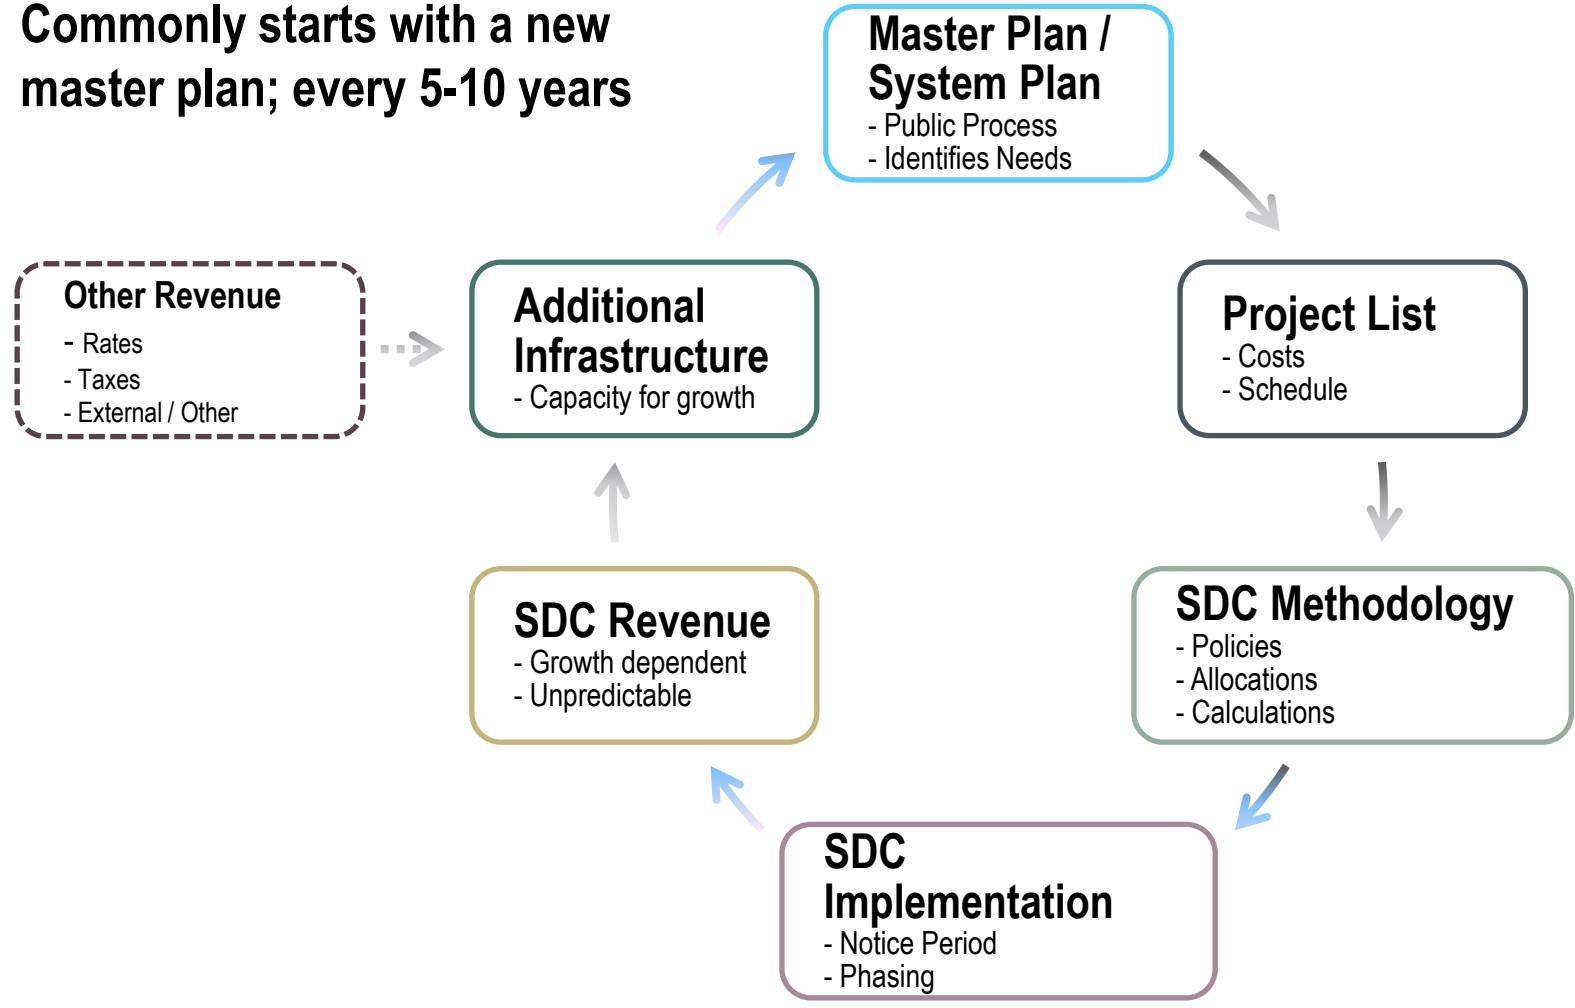 Commonly starts with a new
master plan; every 5-10 years
Master Plan /
System Plan
- Public Process
- Identifies Needs
Other Revenue
- Rates
- Taxes
- External / Other
Additional
Infrastructure
- Capacity for growth
Project List
- Costs
- Schedule
SDC Revenue
- Growth dependent
- Unpredictable
SDC Methodology
- Policies
- Allocations
- Calculations
SDC
Implementation
- Notice Period
- Phasing